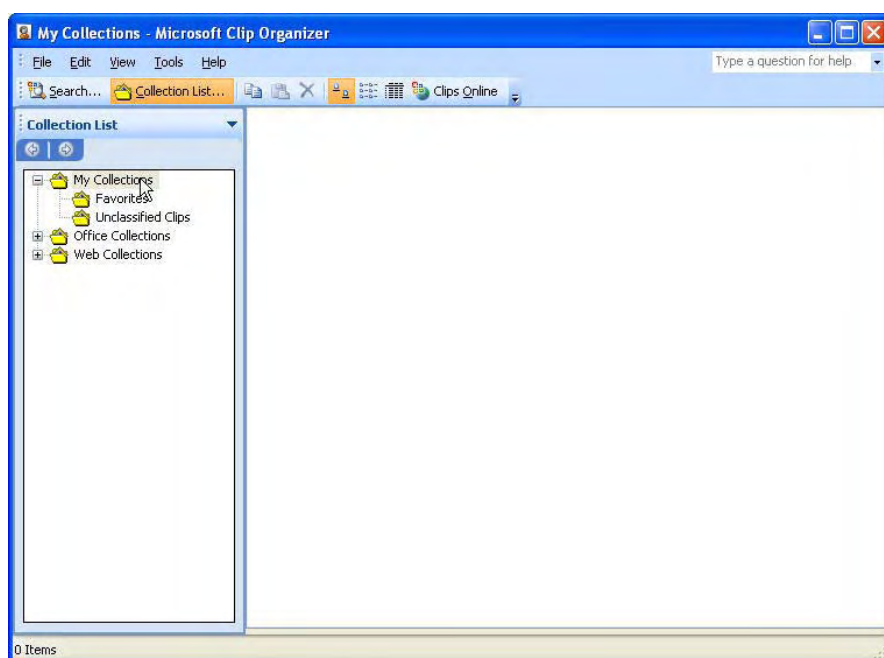 My Collections - Microsoft Clip Organizer
File Edit View Tools Help Type a question for help
Search... Collection List... Clips Online
Collection List
My Collections
Favorites
Unclassified Clips
Office Collections
Web Collections
0 Items